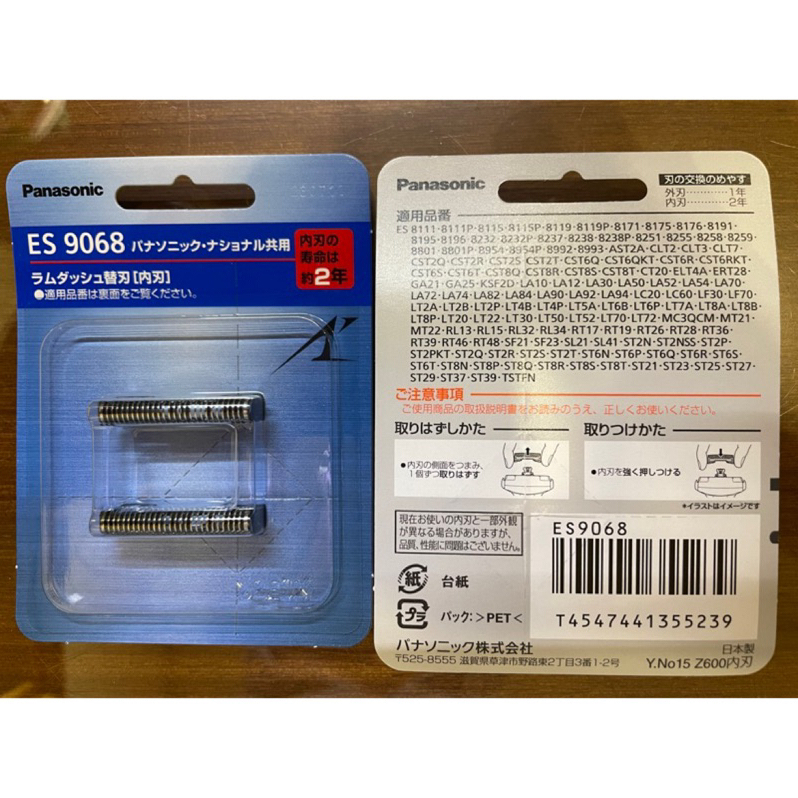 Panasonic
ES 9068 パナソニック・ナショナル共用
ラムダッシュ替刃[内刃]
●適用品番は裏面をご覧ください。
内刃の
寿命は
約2年
Panasonic
刃の交換のめやす
外刃………1年
内刃………2年
適用品番
ES 8111・8111P・8115・8115P・8119・8119P・8171・8175・8176・8191・
8195・8196・8232・8232P・8237・8238・8238P・8251・8255・8258・8259・
8801・8801P・8954・8954P・8992・8993・AST2A・CLT2・CLT3・CLT7・
CST2Q・CST2R・CST2S・CST2T・CST6Q・CST6QKT・CST6R・CST6RKT・
CST6S・CST6T・CST8Q・CST8R・CST8S・CST8T・CT20・ELT4A・ERT28・
GA21・GA25・KSF2D・LA10・LA12・LA30・LA50・LA52・LA54・LA70・
LA72・LA74・LA82・LA84・LA90・LA92・LA94・LC20・LC60・LF30・LF70・
LT2A・LT2B・LT2P・LT4B・LT4P・LT5A・LT5B・LT6B・LT6P・LT7A・LT8A・LT8B・
LT8P・LT20・LT22・LT30・LT50・LT52・LT70・LT72・MC3QCM・MT21・
MT22・RL13・RL15・RL32・RL34・RT17・RT19・RT26・RT28・RT36・
RT39・RT46・RT48・SF21・SF23・SL21・SL41・ST2N・ST2NSS・ST2P・
ST2PKT・ST2Q・ST2R・ST2S・ST2T・ST6N・ST6P・ST6Q・ST6R・ST6S・
ST6T・ST8N・ST8P・ST8Q・ST8R・ST8S・ST8T・ST21・ST23・ST25・ST27・
ST29・ST37・ST39・TST5N
ご注意事項
ご使用商品の取扱説明書をお読みのうえ、正しくお使いください。
取りはずしかた
●内刃の側面をつまみ、
1個ずつ取りはずす
取りつけかた
●内刃を強く押しつける
*イラストはイメージです
現在お使いの内刃と一部外観
が異なる場合がありますが、
品質、性能に問題はございません。
紙 台紙
プラ パック:>PET<
ES9068
T4547441355239
パナソニック株式会社
〒525-8555 滋賀県草津市野路東2丁目3番1-2号
日本製
Y.No15 Z600内刃